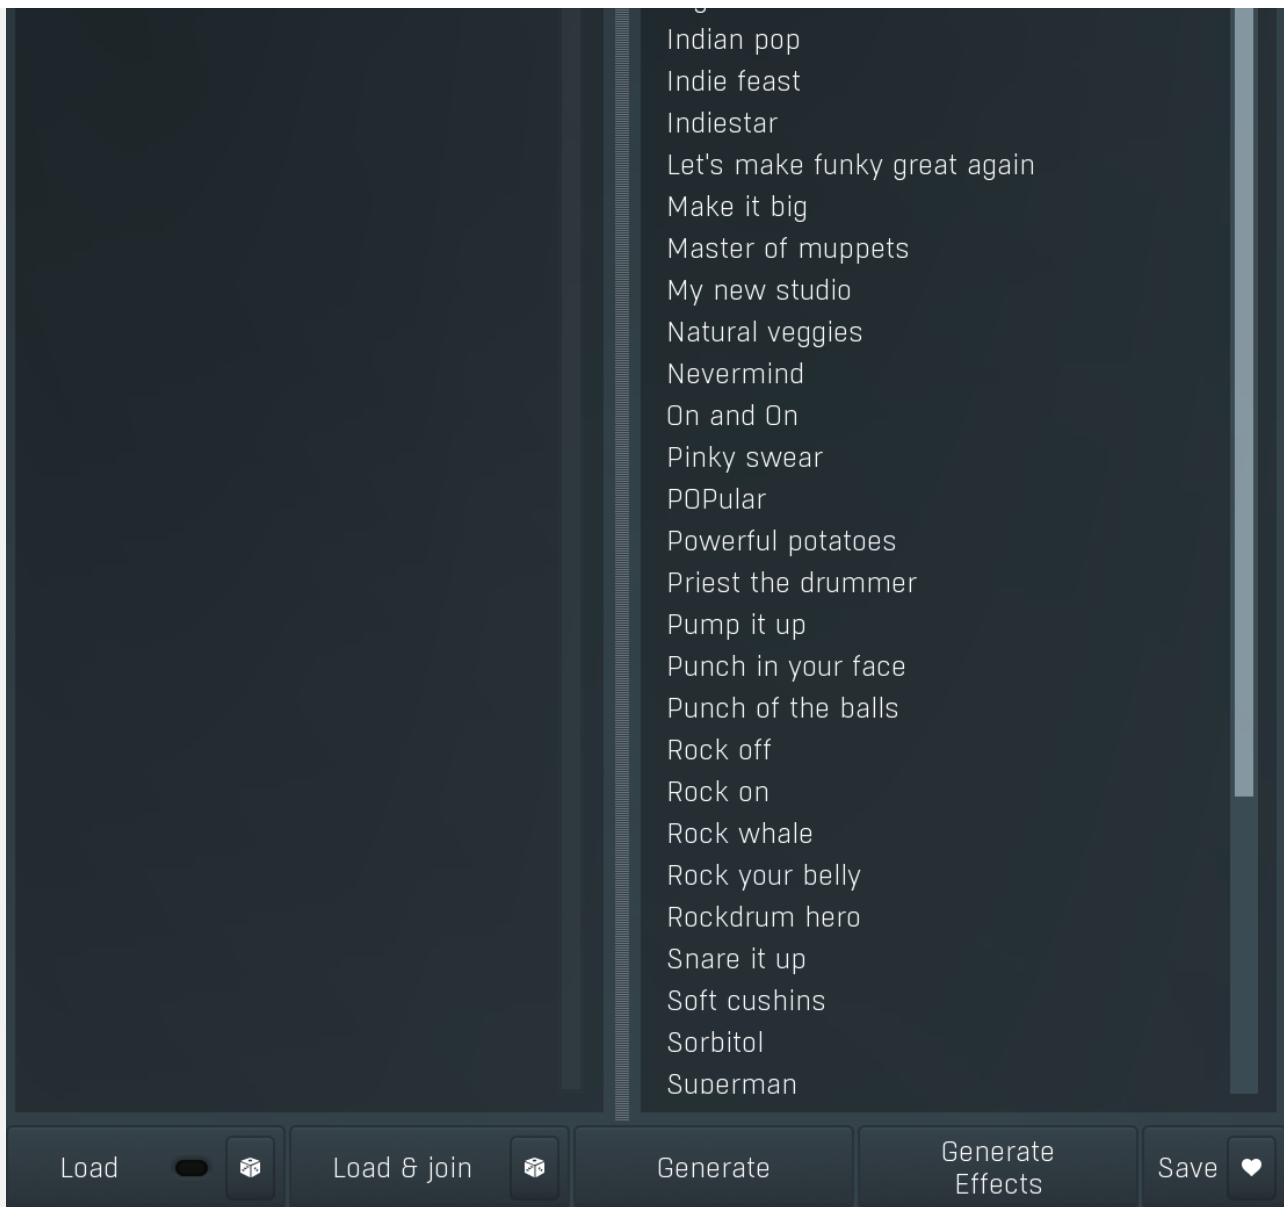 Indian pop
Indie feast
Indiestar
Let's make funky great again
Make it big
Master of muppets
My new studio
Natural veggies
Nevermind
On and On
Pinky swear
POPular
Powerful potatoes
Priest the drummer
Pump it up
Punch in your face
Punch of the balls
Rock off
Rock on
Rock whale
Rock your belly
Rockdrum hero
Snare it up
Soft cushins
Sorbitol
Superman
Load
Load & join
Generate
Generate
Effects
Save